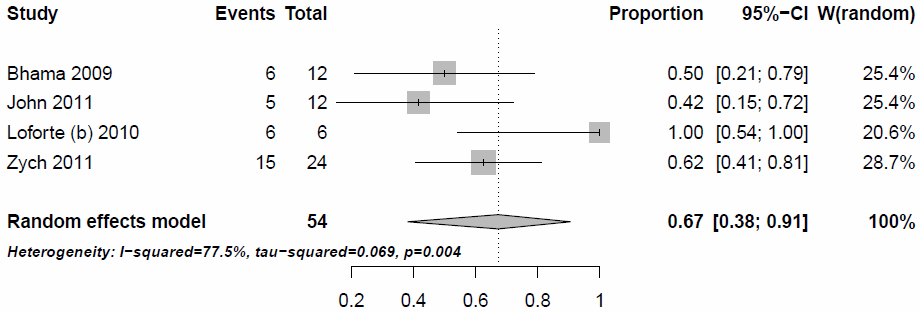 Study Events Total Proportion 95%−CI W(random)
Bhama 2009 6 12 0.50 [0.21; 0.79] 25.4%
John 2011 5 12 0.42 [0.15; 0.72] 25.4%
Loforte (b) 2010 6 6 1.00 [0.54; 1.00] 20.6%
Zych 2011 15 24 0.62 [0.41; 0.81] 28.7%
Random effects model 54 0.67 [0.38; 0.91] 100%
Heterogeneity: I−squared=77.5%, tau−squared=0.069, p=0.004
0.2 0.4 0.6 0.8 1